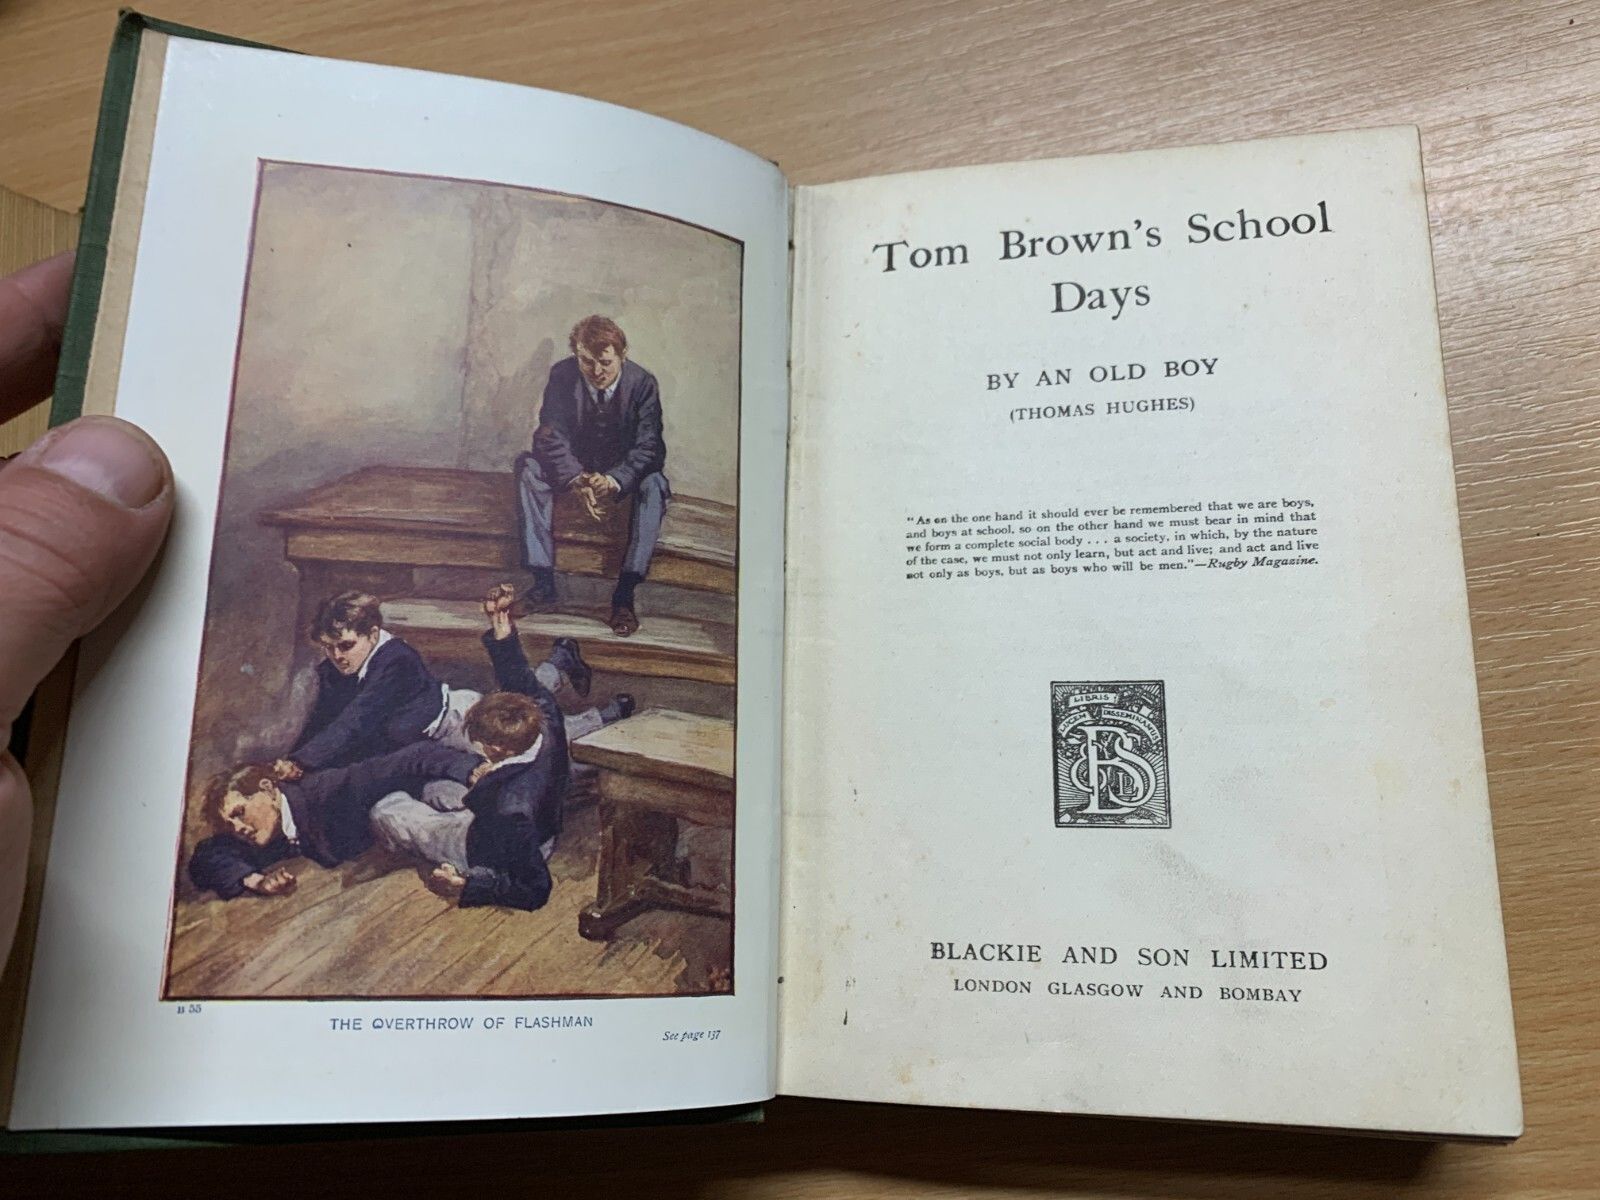 B 55
THE OVERTHROW OF FLASHMAN
See page 137
Tom Brown's School
Days
BY AN OLD BOY
(THOMAS HUGHES)
"As on the one hand it should ever be remembered that we are boys,
and boys at school, so on the other hand we must bear in mind that
we form a complete social body . . . a society, in which, by the nature
of the case, we must not only learn, but act and live; and act and live
not only as boys, but as boys who will be men."—Rugby Magazine.
LIBRIS
LUCEM DISSEMINAMUS
BLACKIE AND SON LIMITED
LONDON GLASGOW AND BOMBAY